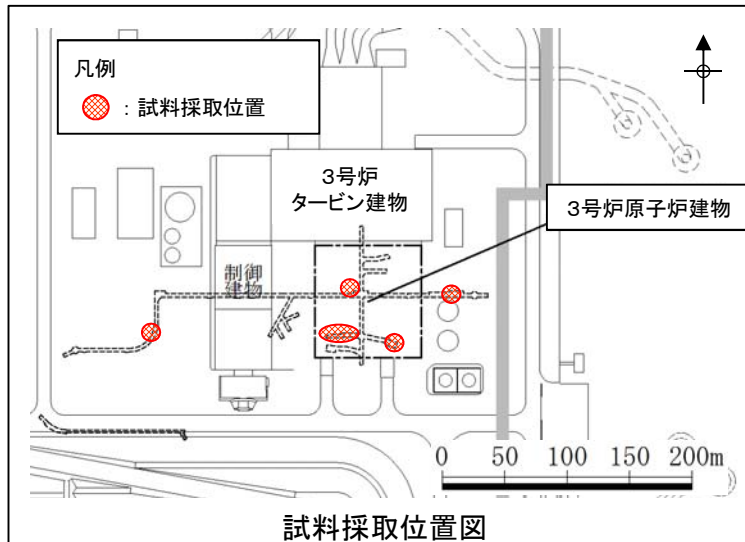 凡例
：試料採取位置
３号炉
タービン建物
３号炉原子炉建物
制御
建物
0 50 100 150 200m
試料採取位置図